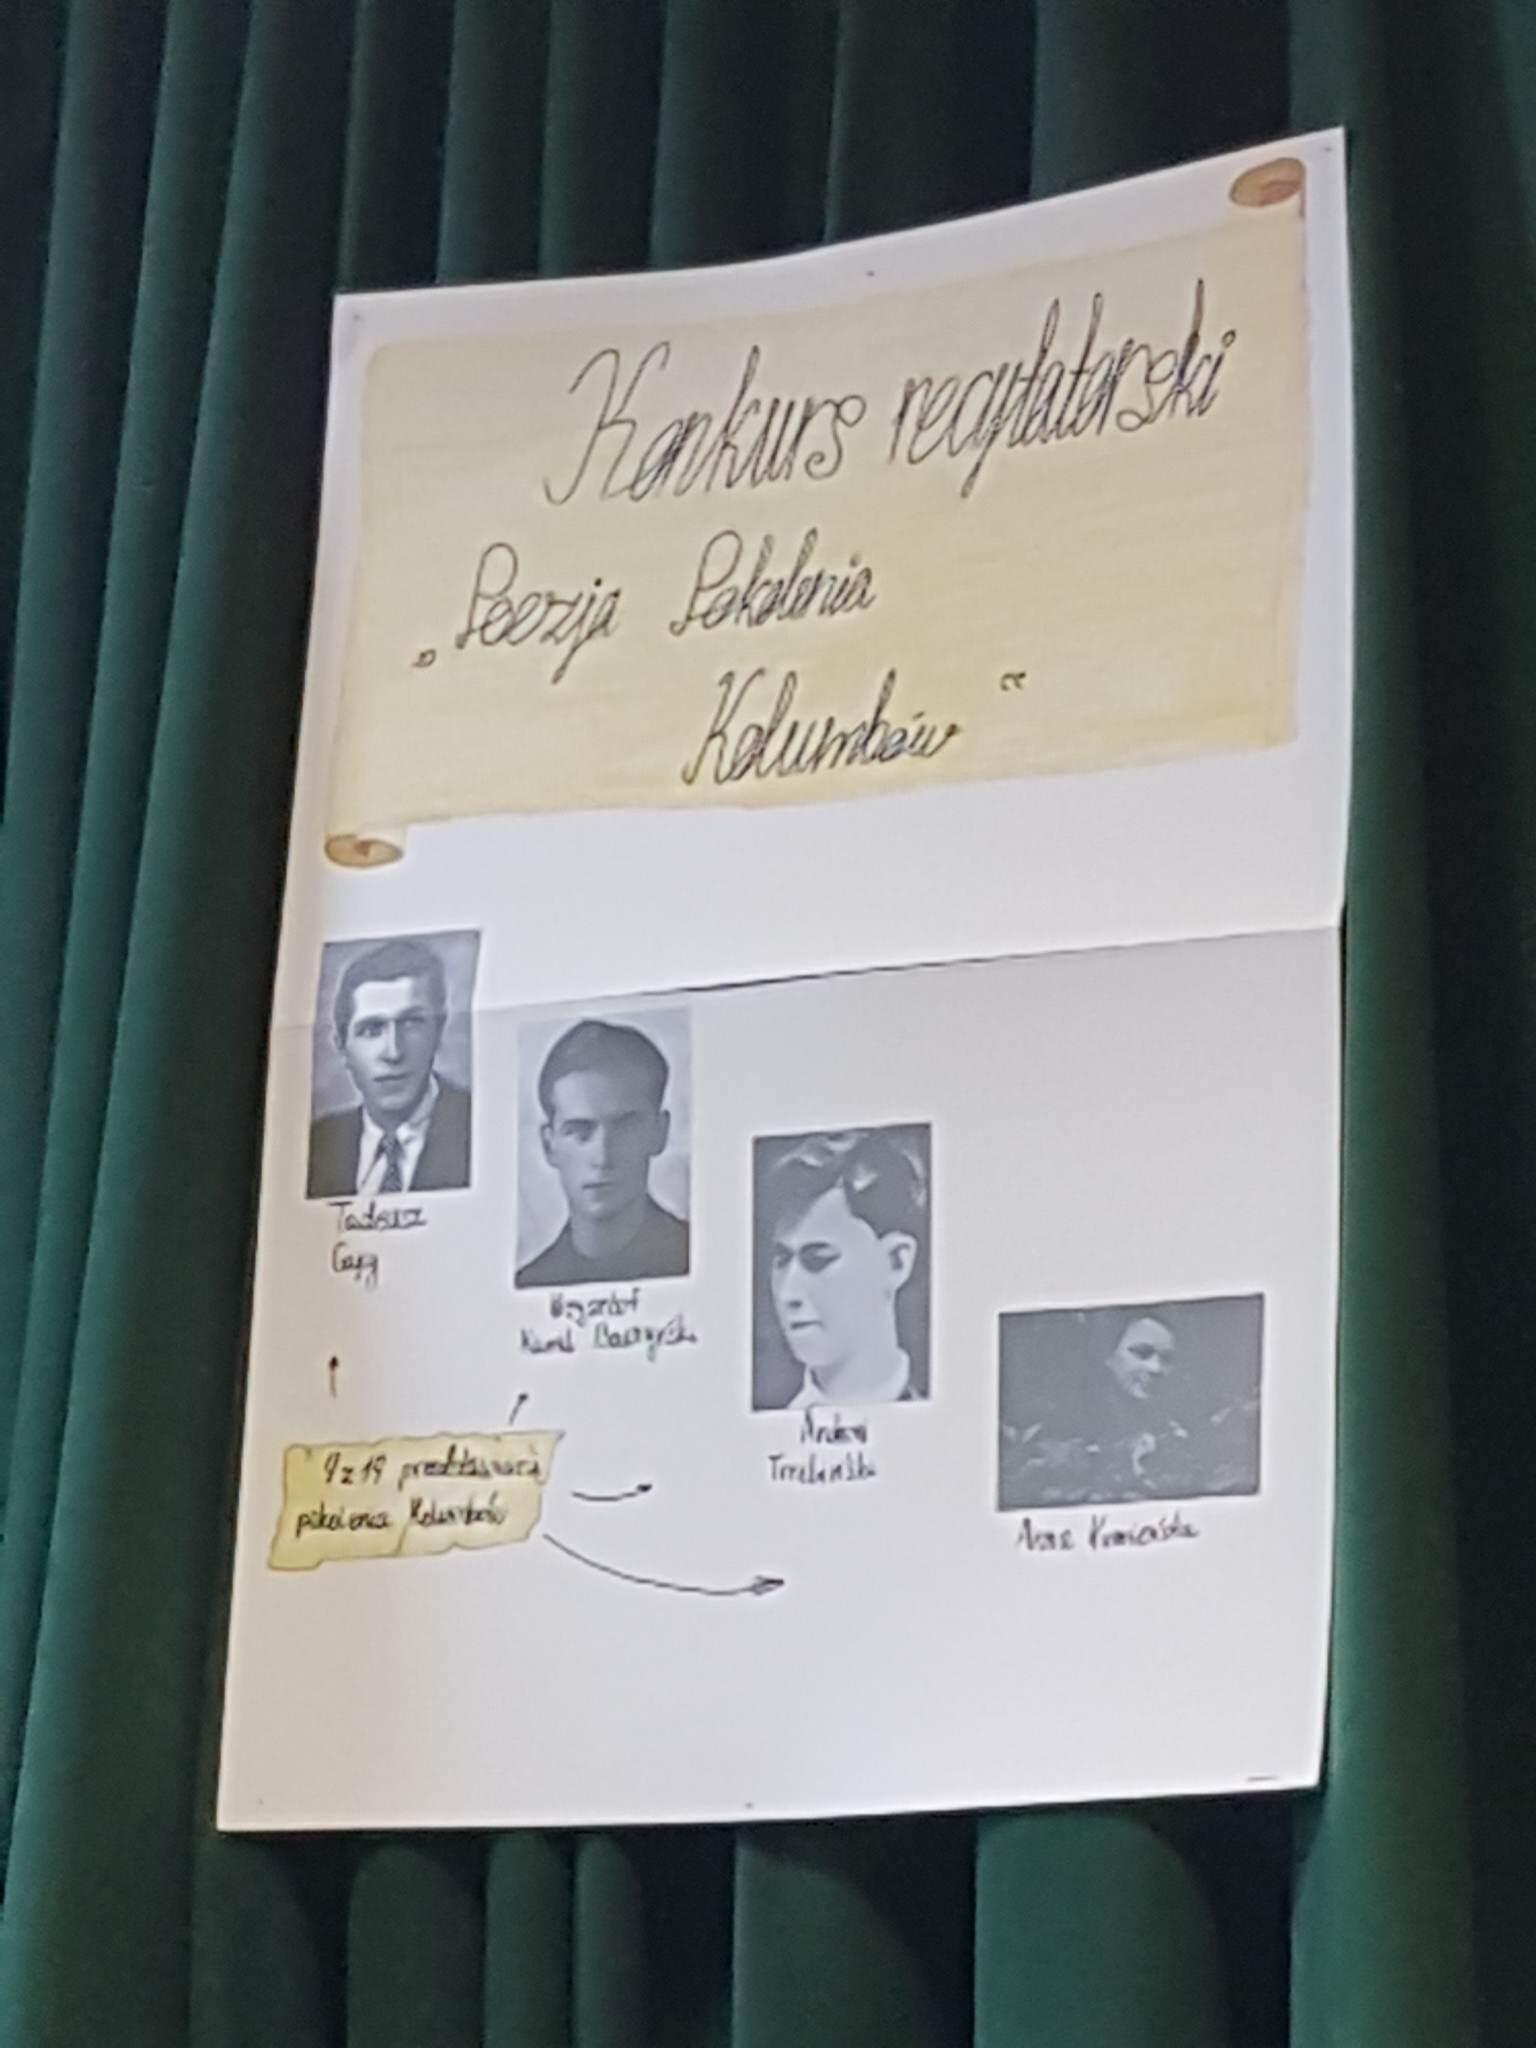 Konkurs recytatorski
„Poezja Pokolenia
Kolumbów"
Tadeusz
Gajcy
Krzysztof
Kamil Baczyński
Andrzej
Trzebiński
Anna Kamieńska
4 z 19 przedstawicieli
pokolenia Kolumbów